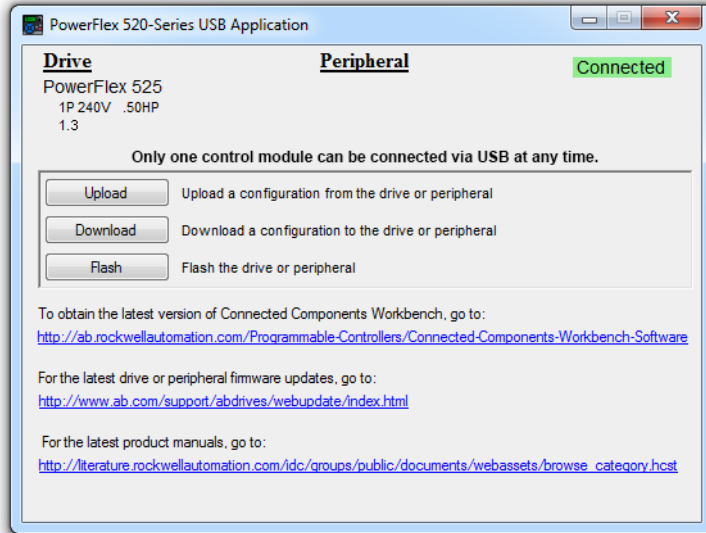 PowerFlex 520-Series USB Application
Drive
Peripheral
Connected
PowerFlex 525
1P 240V .50HP
1.3
Only one control module can be connected via USB at any time.
Upload Upload a configuration from the drive or peripheral
Download Download a configuration to the drive or peripheral
Flash Flash the drive or peripheral
To obtain the latest version of Connected Components Workbench, go to:
http://ab.rockwellautomation.com/Programmable-Controllers/Connected-Components-Workbench-Software
For the latest drive or peripheral firmware updates, go to:
http://www.ab.com/support/abdrives/webupdate/index.html
For the latest product manuals, go to:
http://literature.rockwellautomation.com/idc/groups/public/documents/webassets/browse_category.hcst